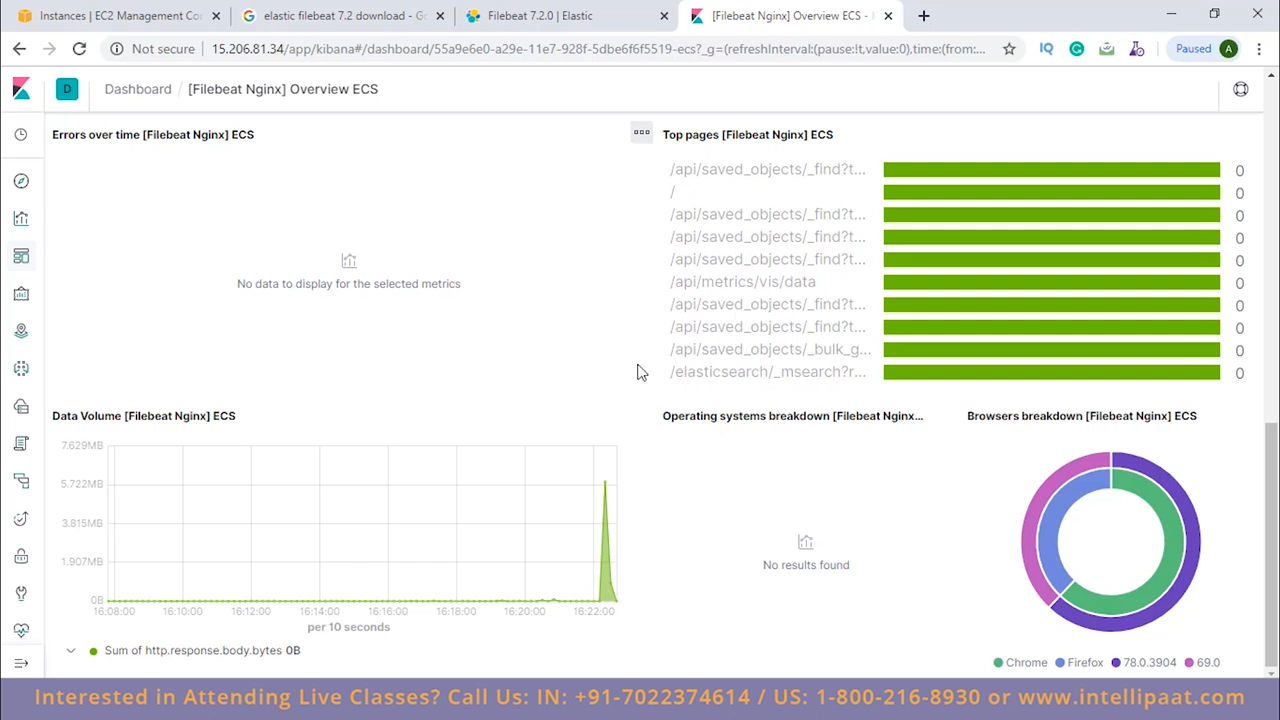 Instances | EC2 Management Con
elastic filebeat 7.2 download - Go
Filebeat 7.2.0 | Elastic
[Filebeat Nginx] Overview ECS - K
Not secure
15.206.81.34/app/kibana#/dashboard/55a9e6e0-a29e-11e7-928f-5dbe6f6f5519-ecs?_g=(refreshInterval:(pause:!t,value:0),time:(from:...
IQ
Paused
A
D
Dashboard / [Filebeat Nginx] Overview ECS
Errors over time [Filebeat Nginx] ECS
No data to display for the selected metrics
Top pages [Filebeat Nginx] ECS
/api/saved_objects/_find?t... 0
/ 0
/api/saved_objects/_find?t... 0
/api/saved_objects/_find?t... 0
/api/saved_objects/_find?t... 0
/api/metrics/vis/data 0
/api/saved_objects/_find?t... 0
/api/saved_objects/_find?t... 0
/api/saved_objects/_bulk_g... 0
/elasticsearch/_msearch?r... 0
Data Volume [Filebeat Nginx] ECS
7.629MB
5.722MB
3.815MB
1.907MB
0B
16:08:00 16:10:00 16:12:00 16:14:00 16:16:00 16:18:00 16:20:00 16:22:00
per 10 seconds
Sum of http.response.body.bytes 0B
Operating systems breakdown [Filebeat Nginx...
No results found
Browsers breakdown [Filebeat Nginx] ECS
Chrome Firefox 78.0.3904 69.0
Interested in Attending Live Classes? Call Us: IN: +91-7022374614 / US: 1-800-216-8930 or www.intellipaat.com